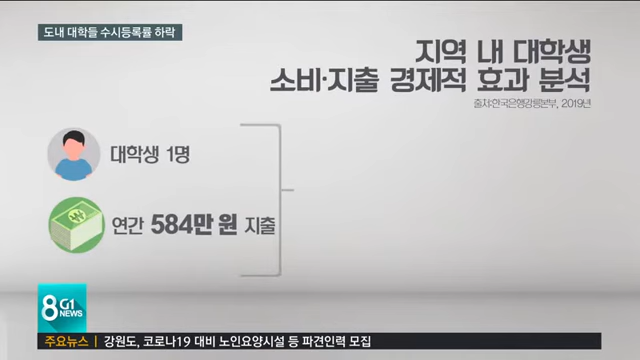 도내 대학들 수시등록률 하락
지역 내 대학생
소비·지출 경제적 효과 분석
출처:한국은행강릉본부, 2019년
대학생 1명
연간 584만 원 지출
8 G1 NEWS
주요뉴스 | 강원도, 코로나19 대비 노인요양시설 등 파견인력 모집